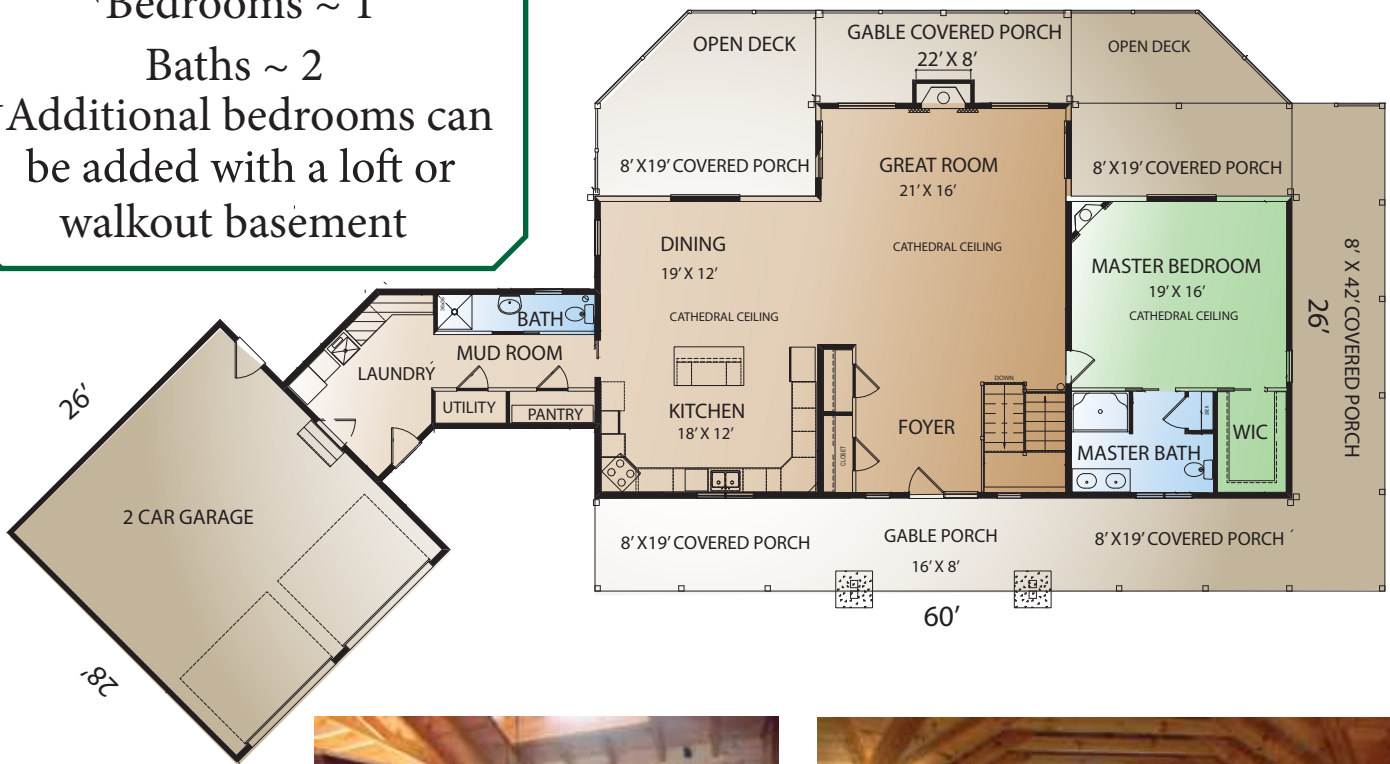 *Bedrooms ~ 1
Baths ~ 2
*Additional bedrooms can
be added with a loft or
walkout basement
OPEN DECK
GABLE COVERED PORCH
22' X 8'
OPEN DECK
8' X19' COVERED PORCH
GREAT ROOM
21' X 16'
CATHEDRAL CEILING
8' X19' COVERED PORCH
DINING
19' X 12'
CATHEDRAL CEILING
MASTER BEDROOM
19' X 16'
CATHEDRAL CEILING
26'
8' X 42' COVERED PORCH
BATH
MUD ROOM
LAUNDRY
UTILITY
PANTRY
KITCHEN
18' X 12'
CLOSET
FOYER
DOWN
MASTER BATH
WIC
26'
2 CAR GARAGE
28'
8' X19' COVERED PORCH
GABLE PORCH
16' X 8'
8' X19' COVERED PORCH
60'